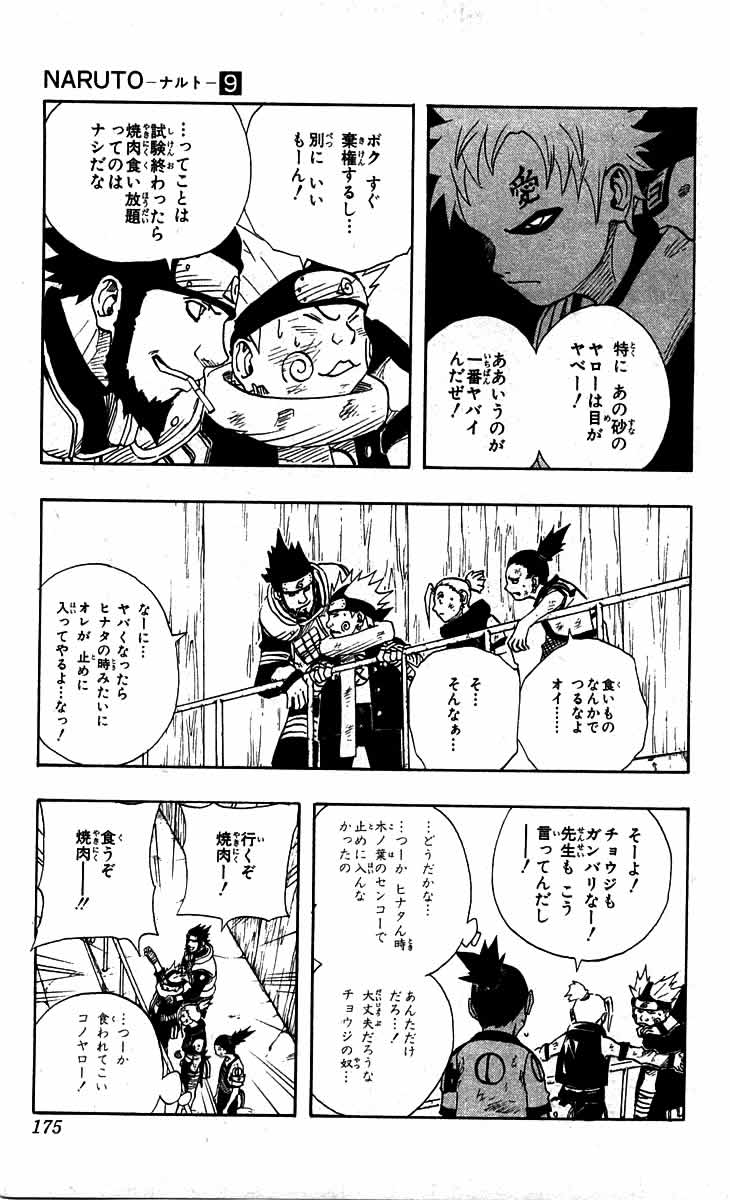 NARUTO―ナルト―9
愛
特に あの砂の
ヤローは目が
ヤベー!
ああいうのが
一番ヤバイ
んだぜ!
ボク すぐ
棄権するし…
別に いい
もーん!
…ってことは
試験終わったら
焼肉食い放題
ってのは
ナシだな
食いもの
なんかで
つるなよ
オイ……
そ…
そんなぁ…
なーに…
ヤバくなったら
ヒナタの時みたいに
オレが 止めに
入ってやるよ…なっ!
そーよ!
チョウジも
ガンバりなー!
先生も こう
言ってんだし
ーー!
…どうだかな…
…つーか ヒナタん時
木ノ葉のセンコーで
止めに入んな
かったの
あんただけ
だろ…!
大丈夫だろうな
チョウジの奴…
行くぞ
焼肉ー!
食うぞ
焼肉ーー!!
…つーか
食われてこい
コノヤロー!
175